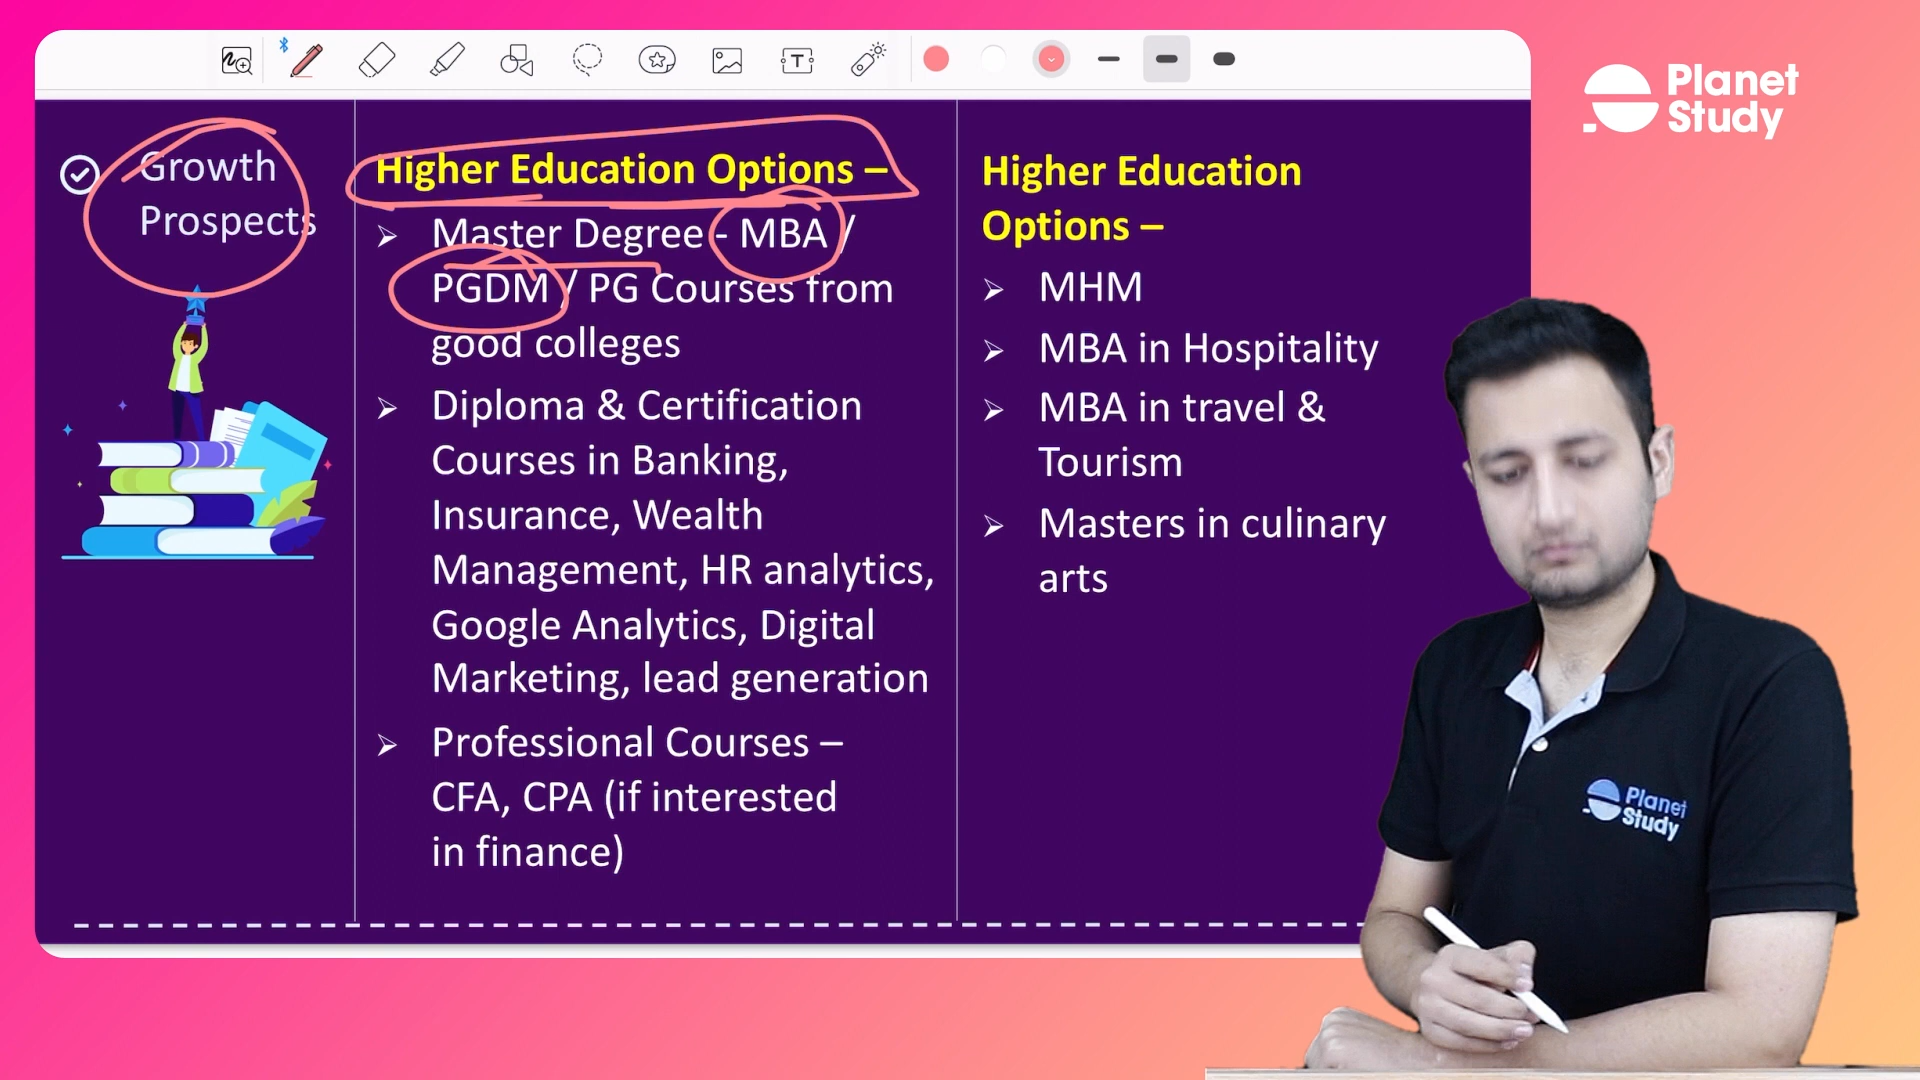 Planet
Study
Growth
Prospects
Higher Education Options –
Master Degree - MBA /
PGDM / PG Courses from
good colleges
Diploma & Certification
Courses in Banking,
Insurance, Wealth
Management, HR analytics,
Google Analytics, Digital
Marketing, lead generation
Professional Courses –
CFA, CPA (if interested
in finance)
Higher Education
Options –
MHM
MBA in Hospitality
MBA in travel &
Tourism
Masters in culinary
arts
Planet
Study